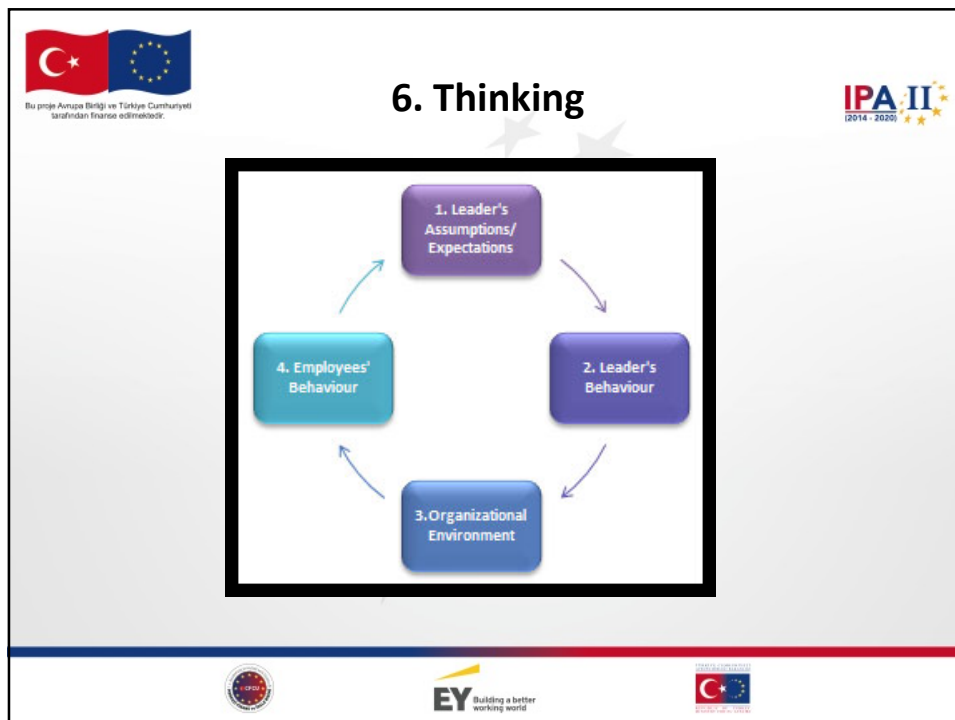 Bu proje Avrupa Birliği ve Türkiye Cumhuriyeti
tarafından finanse edilmektedir.
6. Thinking
IPA II
(2014 - 2020)
1. Leader's
Assumptions/
Expectations
2. Leader's
Behaviour
3.Organizational
Environment
4. Employees'
Behaviour
CFCU
EY
Building a better
working world